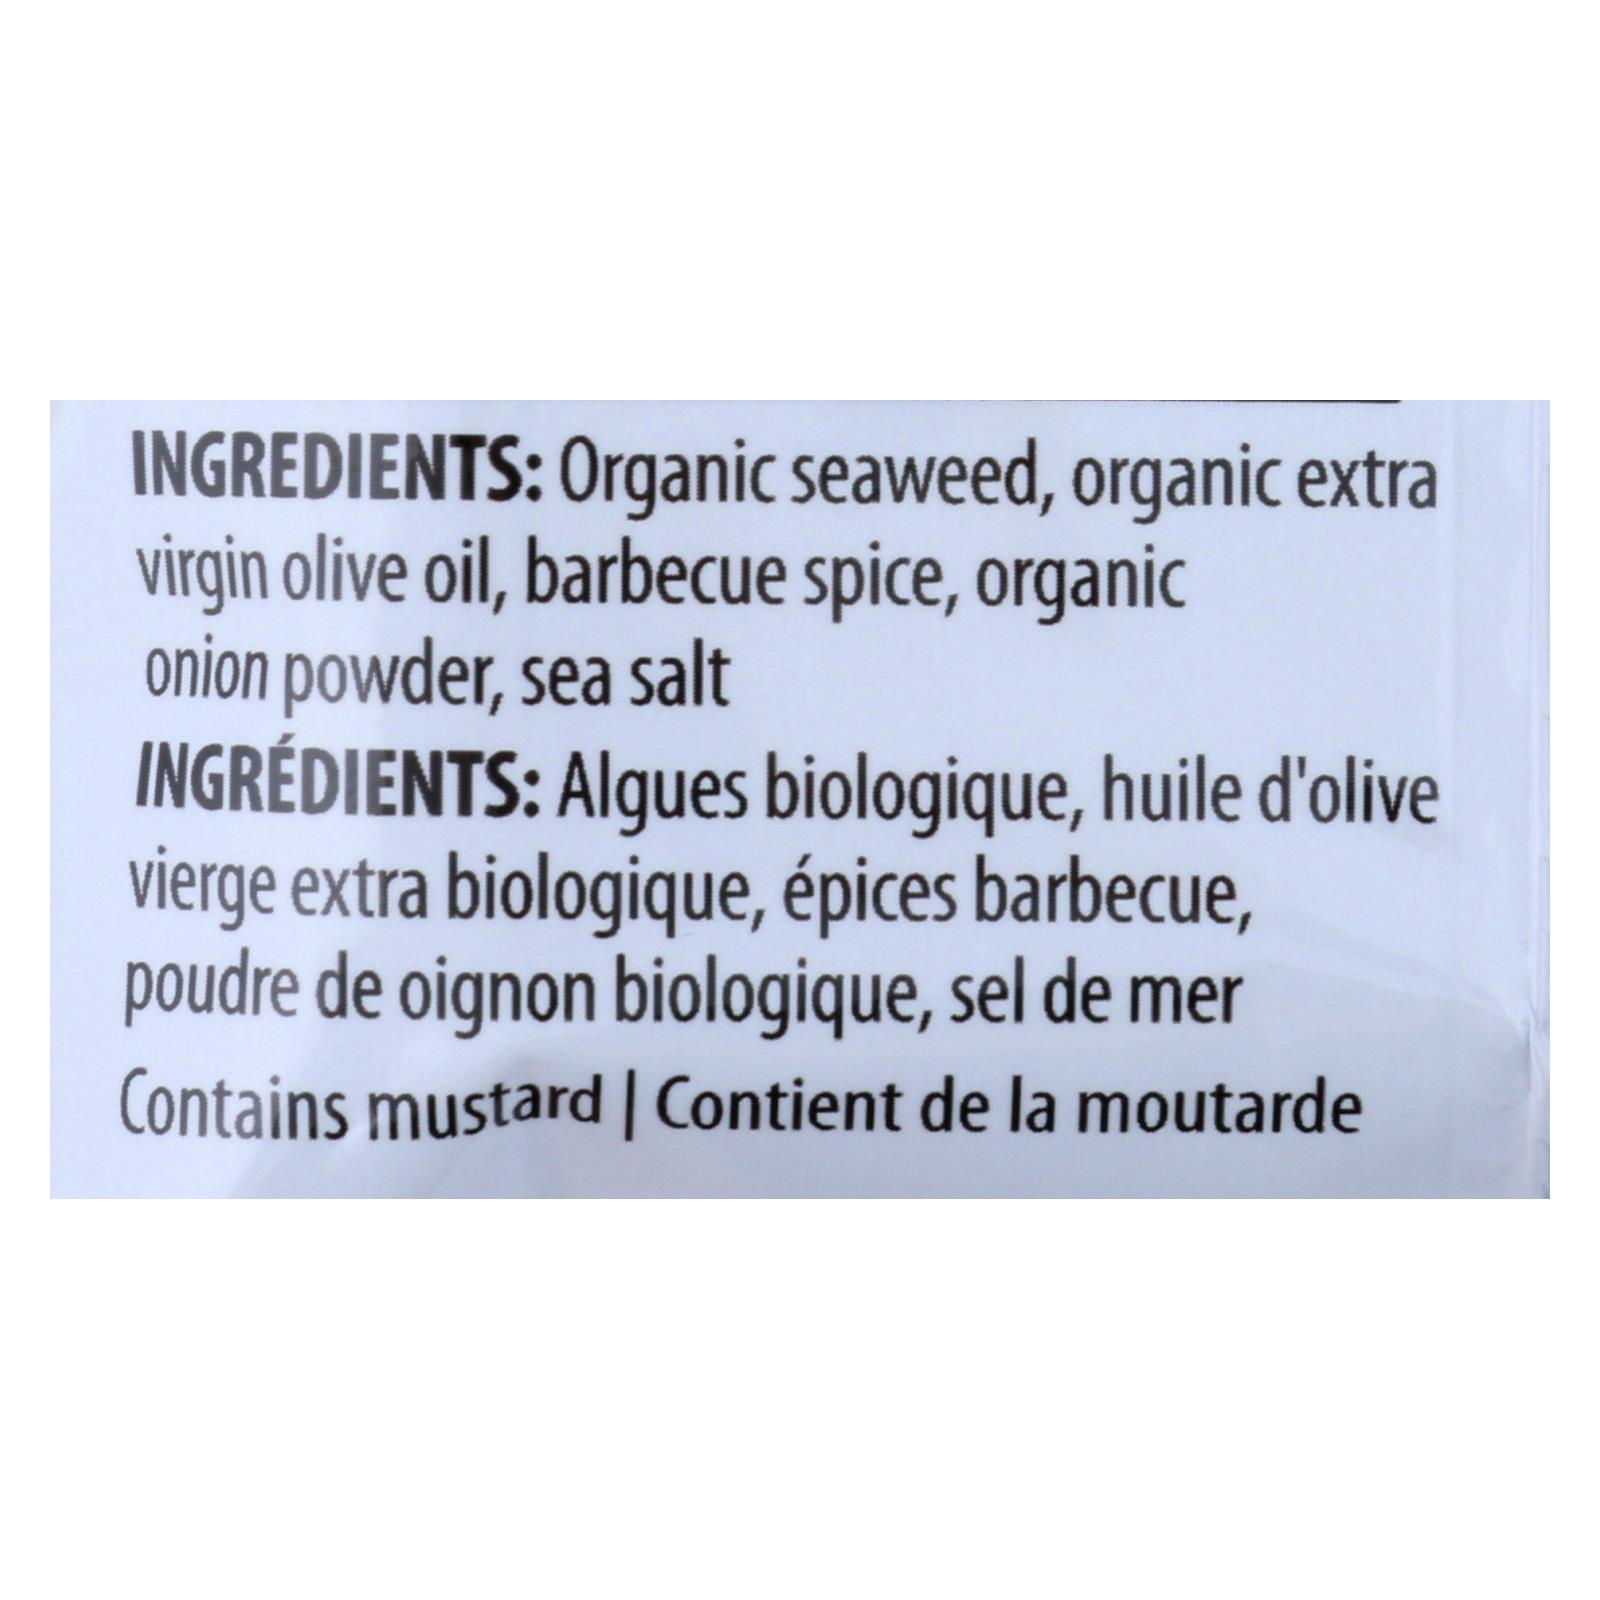 INGREDIENTS: Organic seaweed, organic extra
virgin olive oil, barbecue spice, organic
onion powder, sea salt
INGRÉDIENTS: Algues biologique, huile d'olive
vierge extra biologique, épices barbecue,
poudre de oignon biologique, sel de mer
Contains mustard | Contient de la moutarde